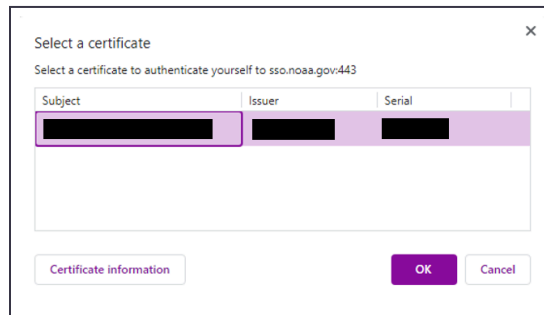 Select a certificate
Select a certificate to authenticate yourself to sso.noaa.gov:443
Subject Issuer Serial
Certificate information OK Cancel